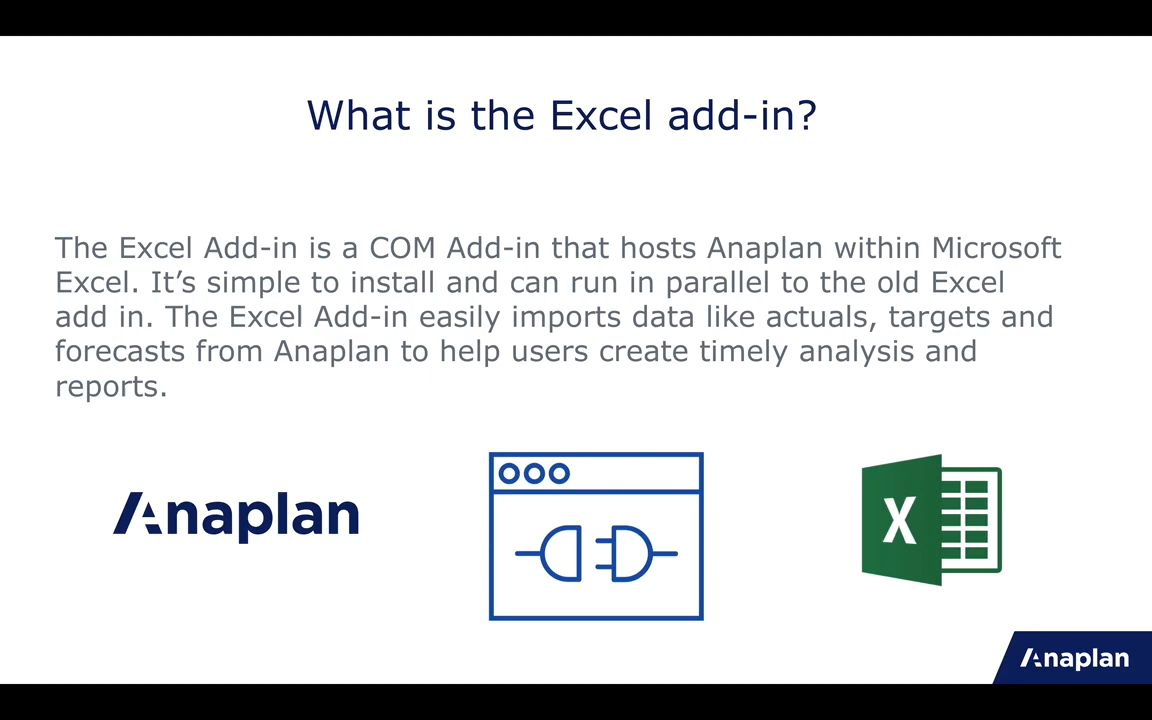 What is the Excel add-in?
The Excel Add-in is a COM Add-in that hosts Anaplan within Microsoft
Excel. It’s simple to install and can run in parallel to the old Excel
add in. The Excel Add-in easily imports data like actuals, targets and
forecasts from Anaplan to help users create timely analysis and
reports.
Anaplan
X
Anaplan